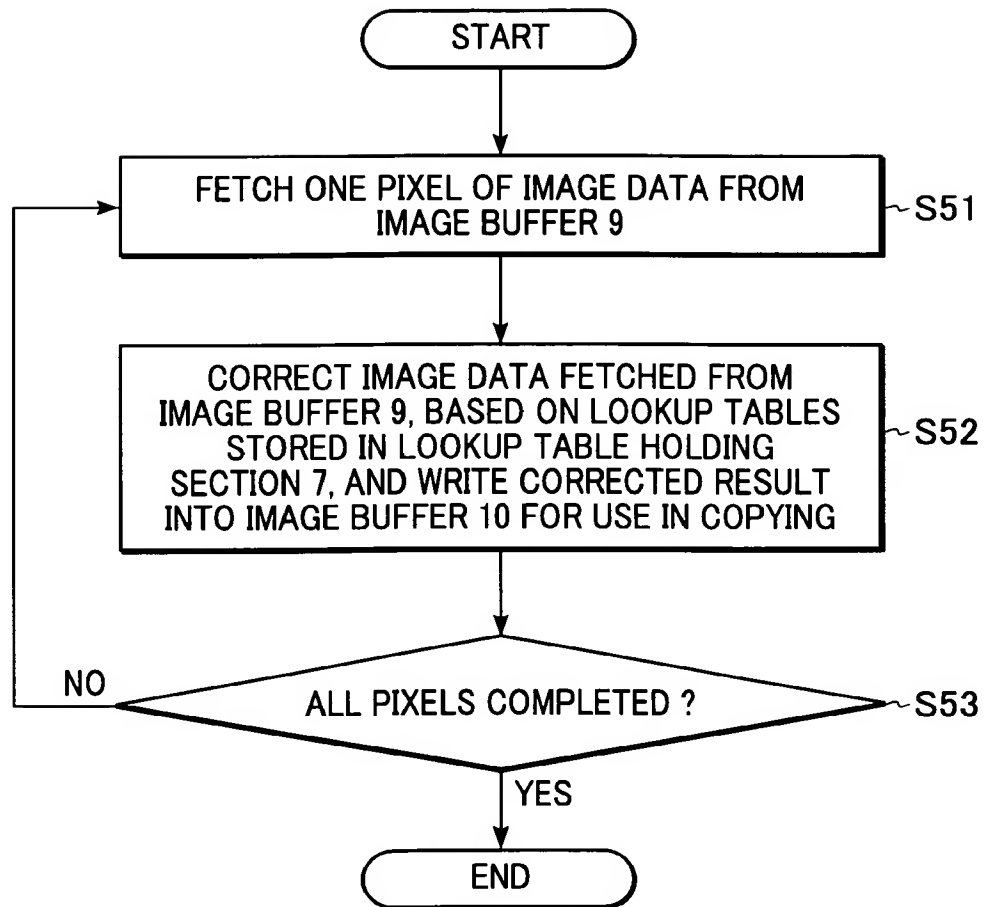 START
FETCH ONE PIXEL OF IMAGE DATA FROM
IMAGE BUFFER 9
S51
CORRECT IMAGE DATA FETCHED FROM
IMAGE BUFFER 9, BASED ON LOOKUP TABLES
STORED IN LOOKUP TABLE HOLDING
SECTION 7, AND WRITE CORRECTED RESULT
INTO IMAGE BUFFER 10 FOR USE IN COPYING
S52
NO
ALL PIXELS COMPLETED ?
S53
YES
END